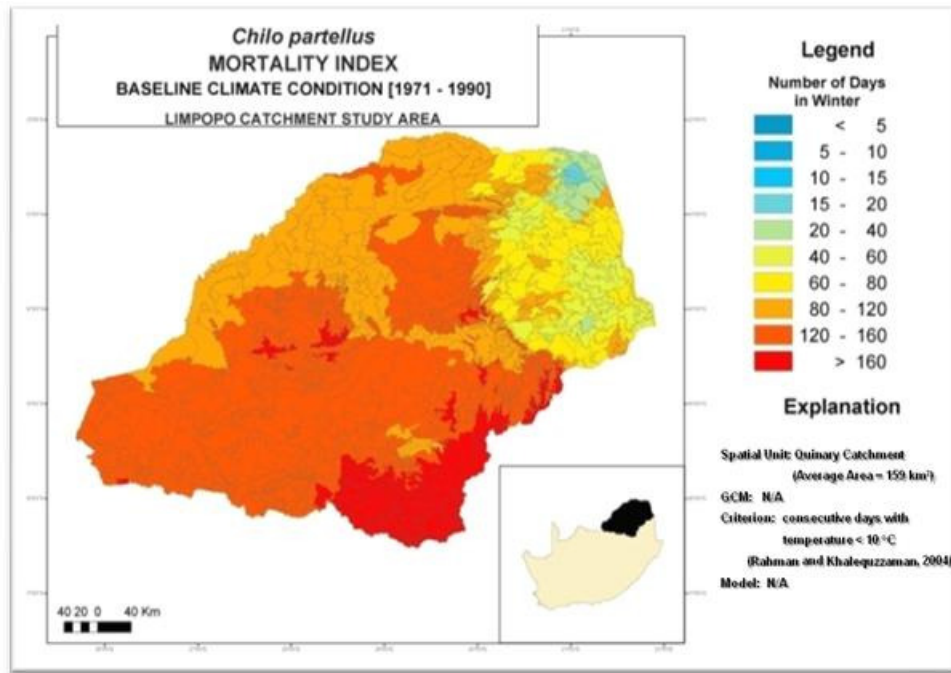 Chilo partellus
MORTALITY INDEX
BASELINE CLIMATE CONDITION [1971 - 1990]
LIMPOPO CATCHMENT STUDY AREA
Legend
Number of Days
in Winter
< 5
5 - 10
10 - 15
15 - 20
20 - 40
40 - 60
60 - 80
80 - 120
120 - 160
> 160
Explanation
Spatial Unit: Quinary Catchment
(Average Area = 159 km²)
GCM: N/A
Criterion: consecutive days with
temperature < 10 °C
(Rahman and Khalequzzaman, 2004)
Model: N/A
40 20 0 40 Km